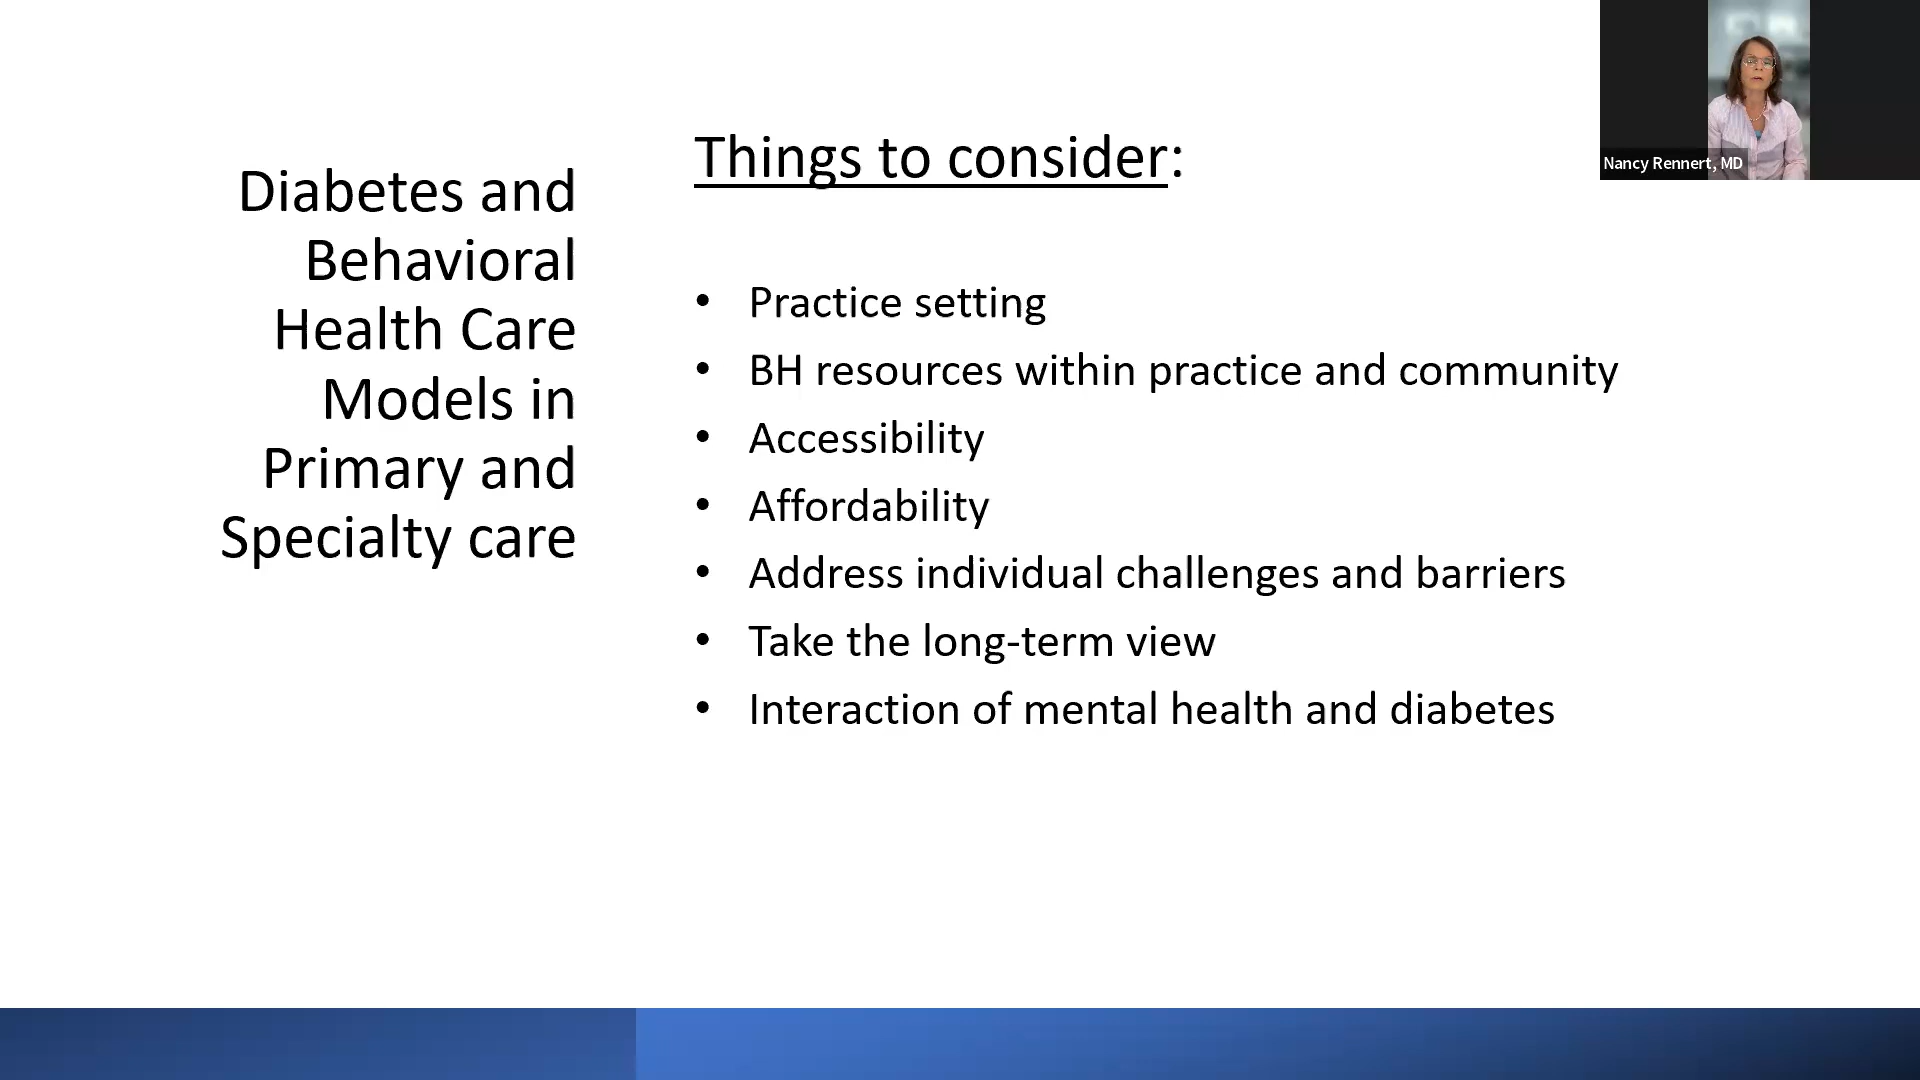 Diabetes and
Behavioral
Health Care
Models in
Primary and
Specialty care
Things to consider:
• Practice setting
• BH resources within practice and community
• Accessibility
• Affordability
• Address individual challenges and barriers
• Take the long-term view
• Interaction of mental health and diabetes
Nancy Rennert, MD